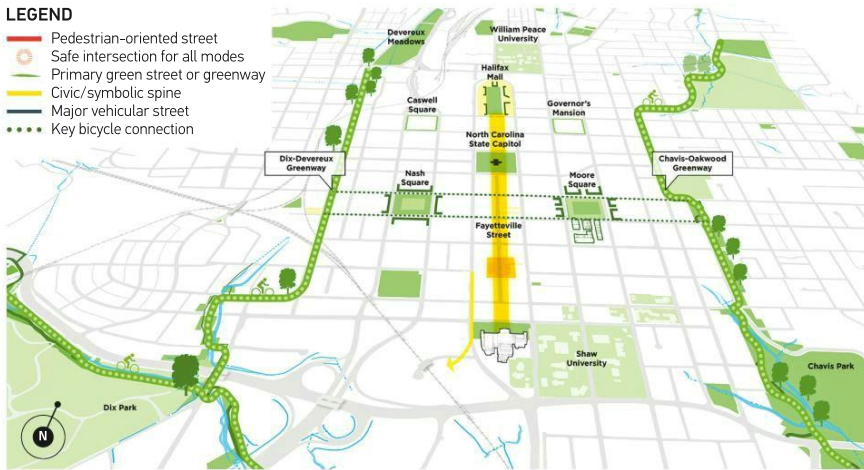 LEGEND
Pedestrian-oriented street
Safe intersection for all modes
Primary green street or greenway
Civic/symbolic spine
Major vehicular street
Key bicycle connection
Devereux
Meadows
William Peace
University
Halifax
Mall
Caswell
Square
Governor's
Mansion
North Carolina
State Capitol
Dix-Devereux
Greenway
Chavis-Oakwood
Greenway
Nash
Square
Moore
Square
Fayetteville
Street
Shaw
University
Chavis Park
Dix Park
N